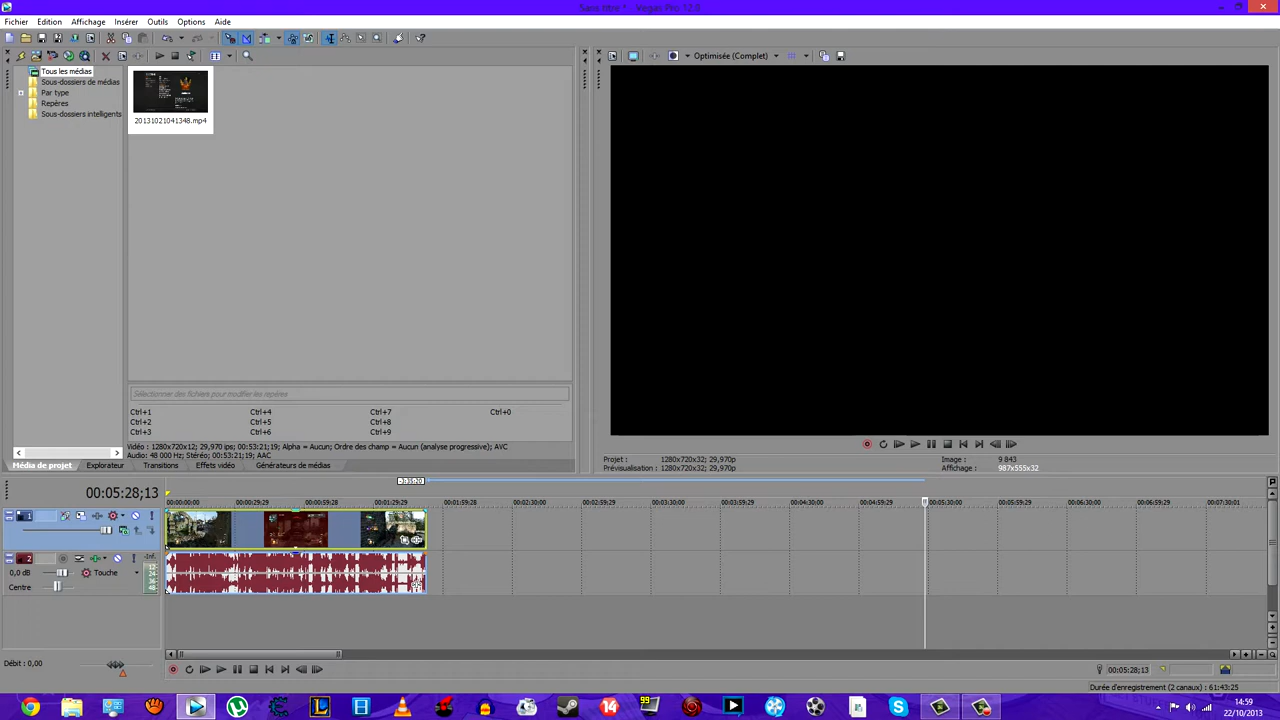 Sans titre * - Vegas Pro 12.0
Fichier Edition Affichage Insérer Outils Options Aide
Optimisée (Complet)
Tous les médias
Sous-dossiers de médias
Par type
Repères
Sous-dossiers intelligents
20131021041348.mp4
Sélectionner des fichiers pour modifier les repères
Ctrl+1 Ctrl+4 Ctrl+7 Ctrl+0
Ctrl+2 Ctrl+5 Ctrl+8
Ctrl+3 Ctrl+6 Ctrl+9
Vidéo : 1280x720x12; 29,970 ips; 00:53:21;19; Alpha = Aucun; Ordre des champ = Aucun (analyse progressive); AVC
Audio: 48 000 Hz; Stéréo; 00:53:21;19; AAC
Média de projet Explorateur Transitions Effets vidéo Générateurs de médias
Projet : 1280x720x32; 29,970p Image : 9 843
Prévisualisation : 1280x720x32; 29,970p Affichage : 987x555x32
00:05:28;13
00:00:00;00 00:00:29;29 00:00:59;28 00:01:29;29 00:01:59;28 00:02:30;00 00:02:59;29 00:03:30;00 00:03:59;29 00:04:30;00 00:04:59;29 00:05:30;00 00:05:59;29 00:06:30;00 00:06:59;29 00:07:30;01
1
2
-Inf.
0,0 dB Touche
Centre
12
24
36
48
Débit : 0,00
00:05:28;13
Durée d'enregistrement (2 canaux) : 61:43:25
14:59
22/10/2013